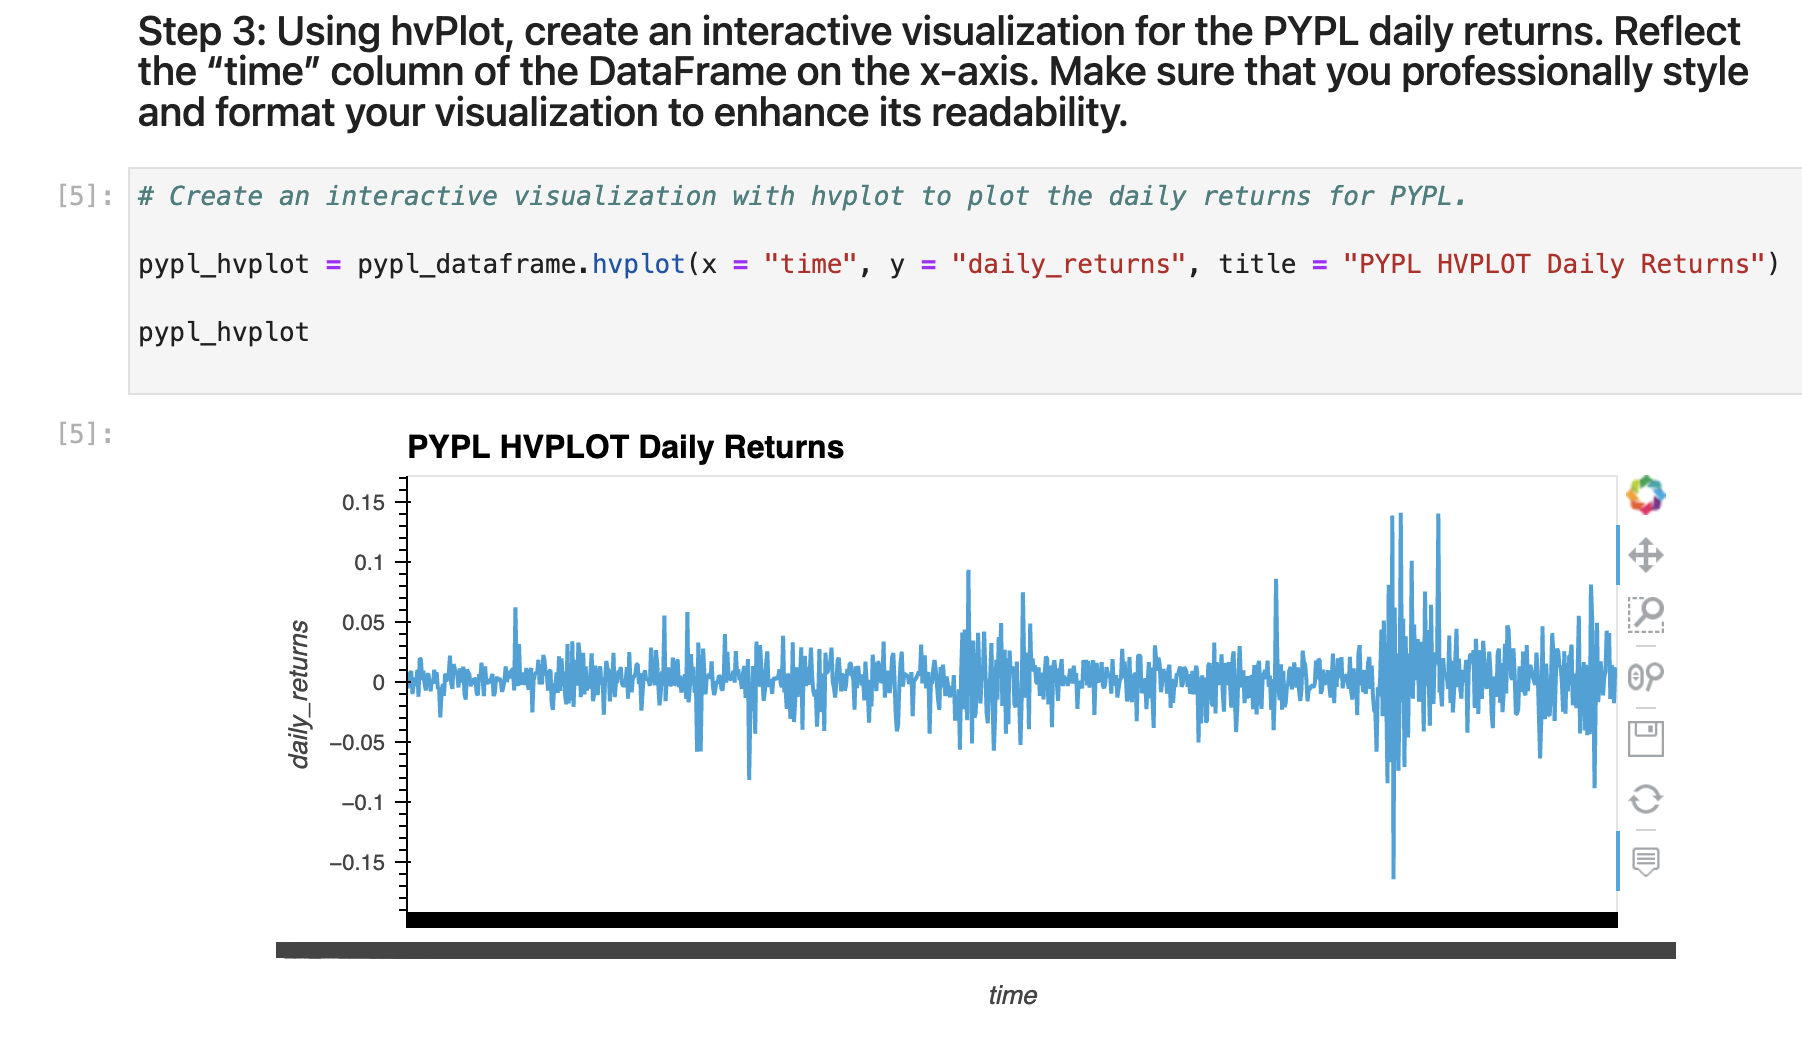 Step 3: Using hvPlot, create an interactive visualization for the PYPL daily returns. Reflect
the “time” column of the DataFrame on the x-axis. Make sure that you professionally style
and format your visualization to enhance its readability.
[5]:
# Create an interactive visualization with hvplot to plot the daily returns for PYPL.
pypl_hvplot = pypl_dataframe.hvplot(x = "time", y = "daily_returns", title = "PYPL HVPLOT Daily Returns")
pypl_hvplot
[5]:
PYPL HVPLOT Daily Returns
0.15
0.1
0.05
0
−0.05
−0.1
−0.15
daily_returns
time